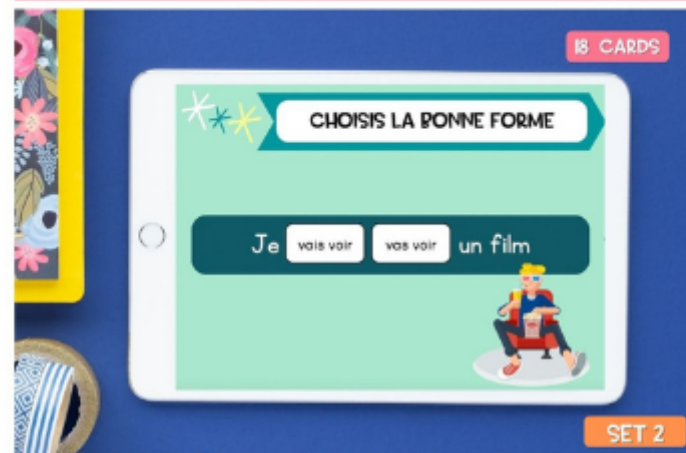 18 CARDS
CHOISIS LA BONNE FORME
Je vais voir vas voir un film
SET 2